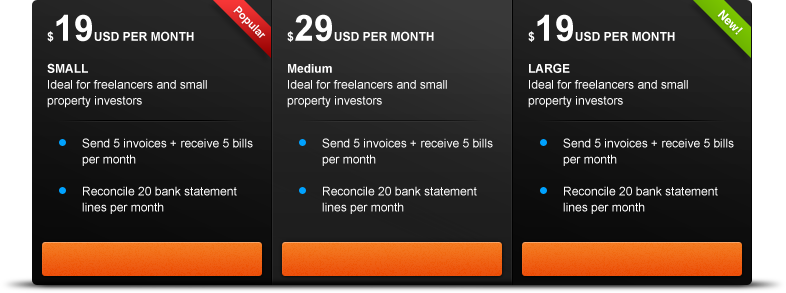 $19 USD PER MONTH
Popular
SMALL
Ideal for freelancers and small
property investors
Send 5 invoices + receive 5 bills
per month
Reconcile 20 bank statement
lines per month
$29 USD PER MONTH
Medium
Ideal for freelancers and small
property investors
Send 5 invoices + receive 5 bills
per month
Reconcile 20 bank statement
lines per month
$19 USD PER MONTH
New!
LARGE
Ideal for freelancers and small
property investors
Send 5 invoices + receive 5 bills
per month
Reconcile 20 bank statement
lines per month